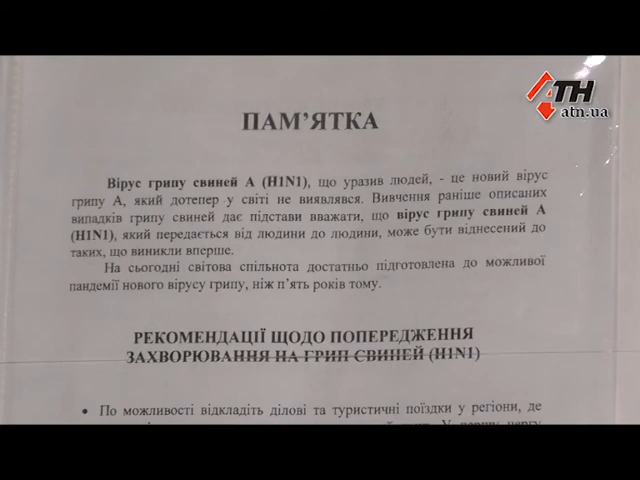 АТН
atn.ua
ПАМ’ЯТКА
Вірус грипу свиней А (H1N1), що уразив людей, - це новий вірус
грипу А, який дотепер у світі не виявлявся. Вивчення раніше описаних
випадків грипу свиней дає підстави вважати, що вірус грипу свиней А
(H1N1), який передається від людини до людини, може бути віднесений до
таких, що виникли вперше.
На сьогодні світова спільнота достатньо підготовлена до можливої
пандемії нового вірусу грипу, ніж п’ять років тому.
РЕКОМЕНДАЦІЇ ЩОДО ПОПЕРЕДЖЕННЯ
ЗАХВОРЮВАННЯ НА ГРИП СВИНЕЙ (H1N1)
• По можливості відкладіть ділові та туристичні поїздки у регіони, де
У першу чергу